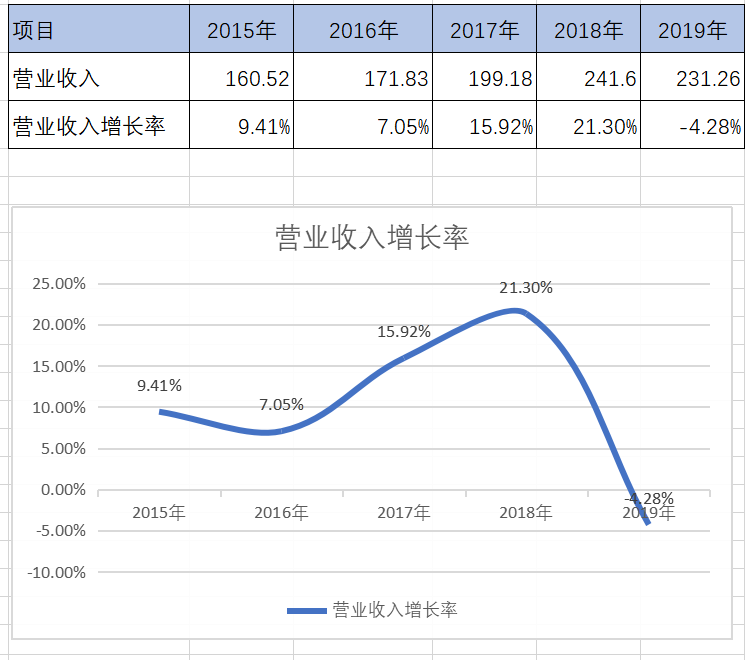 项目 2015年 2016年 2017年 2018年 2019年
营业收入 160.52 171.83 199.18 241.6 231.26
营业收入增长率 9.41% 7.05% 15.92% 21.30% -4.28%
营业收入增长率
25.00%
21.30%
20.00%
15.92%
15.00%
9.41%
10.00%
7.05%
5.00%
0.00%
-4.28%
2015年 2016年 2017年 2018年 2019年
-5.00%
-10.00%
营业收入增长率